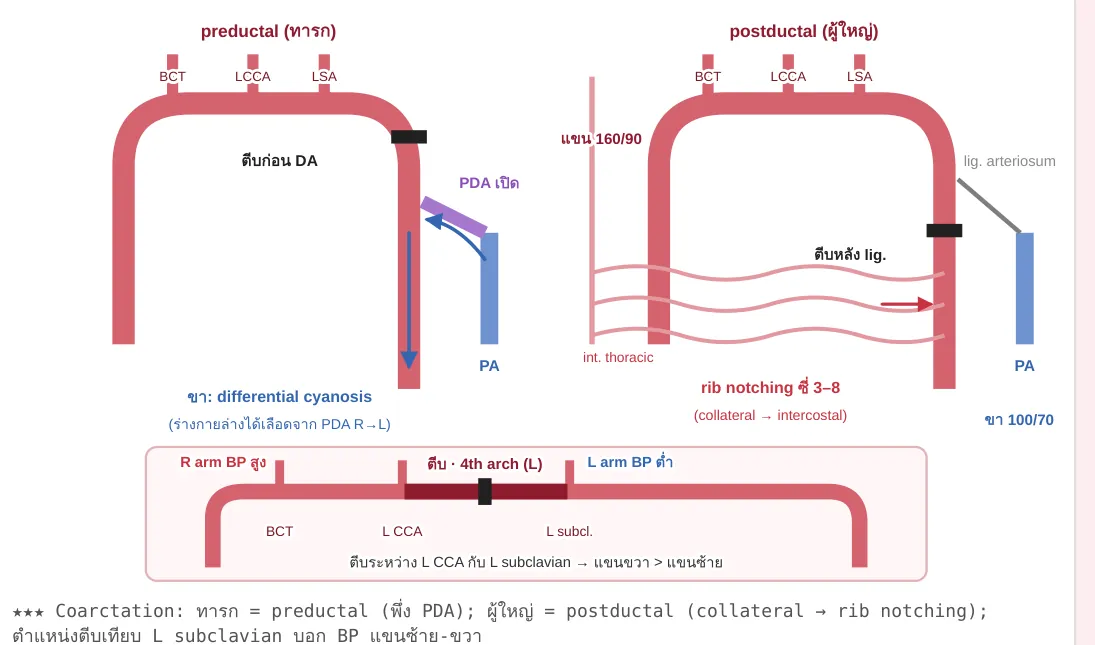 preductal (ทารก)
BCT LCCA LSA
ตีบก่อน DA
PDA เปิด
PA
ขา: differential cyanosis
(ร่างกายล่างได้เลือดจาก PDA R→L)
postductal (ผู้ใหญ่)
BCT LCCA LSA
แขน 160/90
lig. arteriosum
ตีบหลัง lig.
int. thoracic
PA
rib notching ซี่ 3–8
(collateral → intercostal)
ขา 100/70
R arm BP สูง
ตีบ · 4th arch (L)
L arm BP ต่ำ
BCT L CCA L subcl.
ตีบระหว่าง L CCA กับ L subclavian → แขนขวา > แขนซ้าย
★★★ Coarctation: ทารก = preductal (พึ่ง PDA); ผู้ใหญ่ = postductal (collateral → rib notching);
ตำแหน่งตีบเทียบ L subclavian บอก BP แขนซ้าย-ขวา